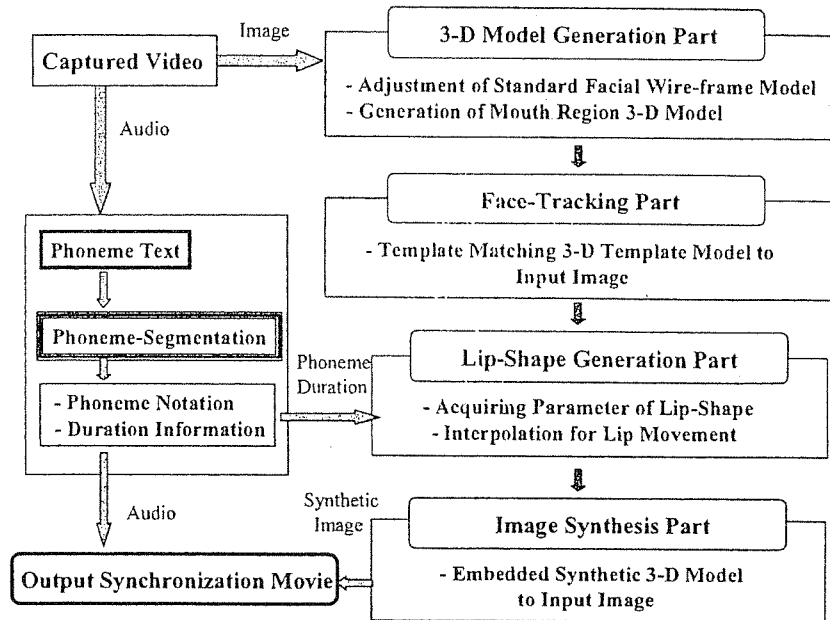 Image
3-D Model Generation Part
Captured Video
- Adjustment of Standard Facial Wire-frame Model
- Generation of Mouth Region 3-D Model
Audio
Face-Tracking Part
Phoneme Text
- Template Matching 3-D Template Model to
Input Image
Phoneme-Segmentation
Phoneme
Duration
Lip-Shape Generation Part
- Phoneme Notation
- Duration Information
- Acquiring Parameter of Lip-Shape
- Interpolation for Lip Movement
Audio
Synthetic
Image
Image Synthesis Part
Output Synchronization Movie
- Embedded Synthetic 3-D Model
to Input Image